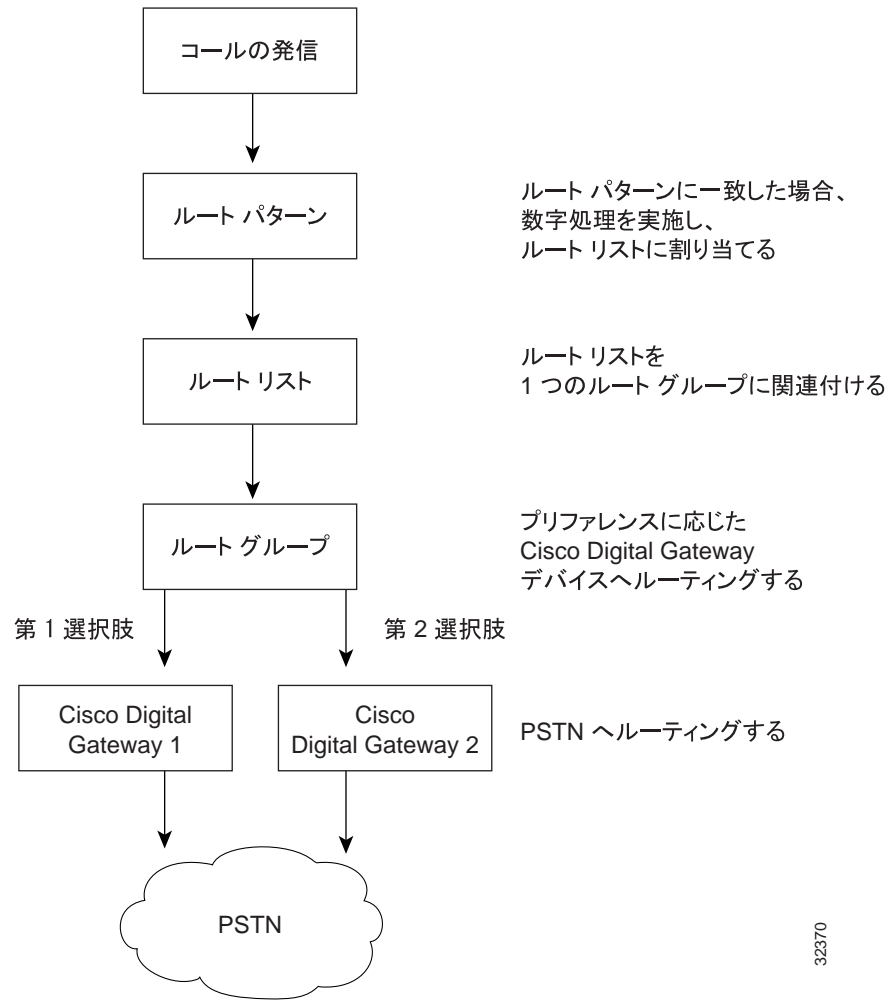 コールの発信
ルート パターン
ルート パターンに一致した場合、
数字処理を実施し、
ルート リストに割り当てる
ルート リスト
ルート リストを
1 つのルート グループに関連付ける
ルート グループ
プリファレンスに応じた
Cisco Digital Gateway
デバイスへルーティングする
第 1 選択肢
第 2 選択肢
Cisco Digital
Gateway 1
Cisco
Digital Gateway 2
PSTN へルーティングする
PSTN
32370